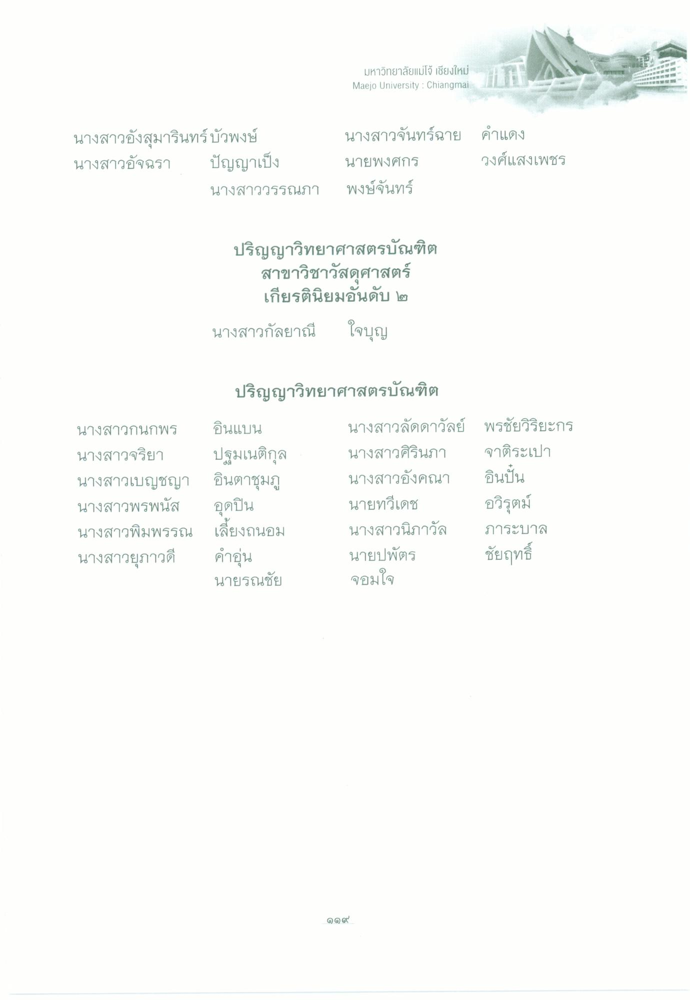 มหาวิทยาลัยแม่โจ้ เชียงใหม่
Maejo University : Chiangmai
นางสาวอังสุมารินทร์ บัวพงษ์ นางสาวจันทร์ฉาย คำแดง
นางสาวอัจฉรา ปัญญาเป็ง นายพงศกร วงศ์แสงเพชร
นางสาววรรณภา พงษ์จันทร์
ปริญญาวิทยาศาสตรบัณฑิต
สาขาวิชาวัสดุศาสตร์
เกียรตินิยมอันดับ ๒
นางสาวกัลยาณี ใจบุญ
ปริญญาวิทยาศาสตรบัณฑิต
นางสาวกนกพร อินแบน นางสาวลัดดาวัลย์ พรชัยวิริยะกร
นางสาวจริยา ปฐมเนติกุล นางสาวศิรินภา จาติระเปา
นางสาวเบญชญา อินตาชุมภู นางสาวอังคณา อินปั๋น
นางสาวพรพนัส อุดปิน นายทวีเดช อวิรุตม์
นางสาวพิมพรรณ เลี้ยงถนอม นางสาวนิภาวัล ภาระบาล
นางสาวยุภาวดี คำอุ่น นายปพัตร ชัยฤทธิ์
นายรณชัย จอมใจ
๑๑๙